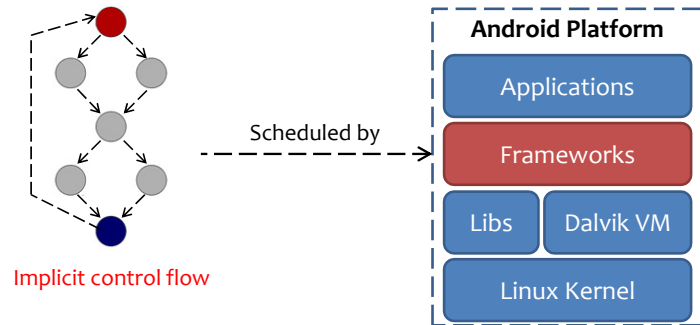 Android Platform
Applications
Scheduled by
Frameworks
Libs
Dalvik VM
Implicit control flow
Linux Kernel